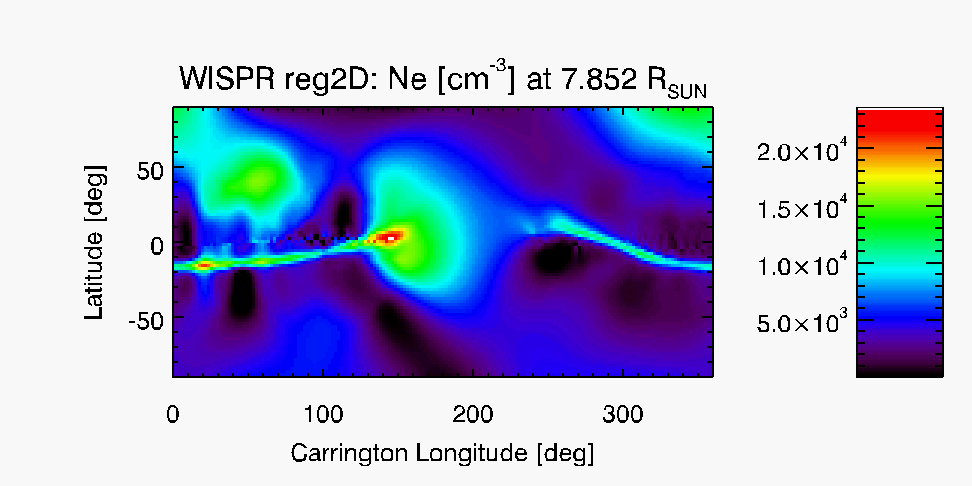 WISPR reg2D: Ne [cm⁻³] at 7.852 R_SUN
Latitude [deg]
50
0
-50
0 100 200 300
Carrington Longitude [deg]
2.0×10⁴
1.5×10⁴
1.0×10⁴
5.0×10³